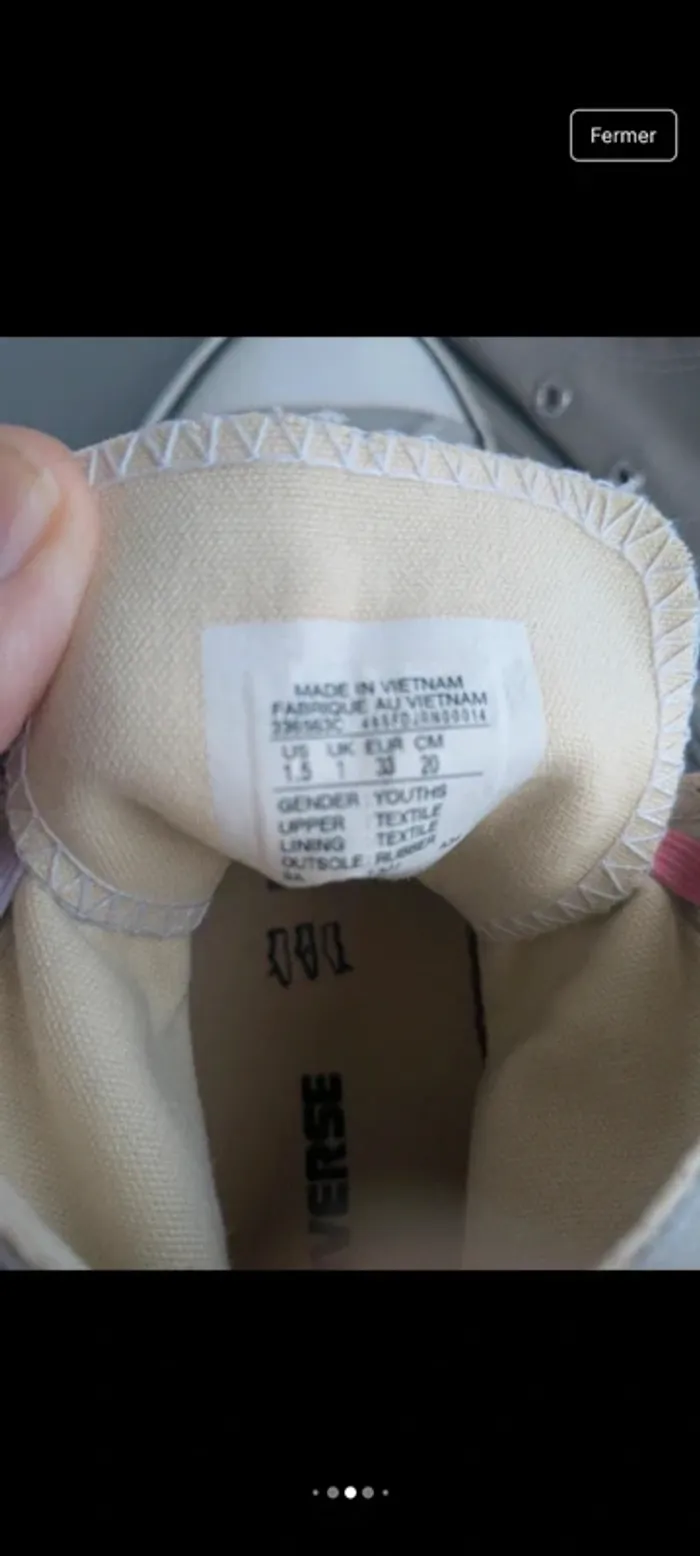 Fermer
MADE IN VIETNAM
FABRIQUE AU VIETNAM
US UK EUR CM
1.5 1 33 20
GENDER : YOUTHS
UPPER TEXTILE
LINING TEXTILE
OUTSOLE RUBBER
VERSE